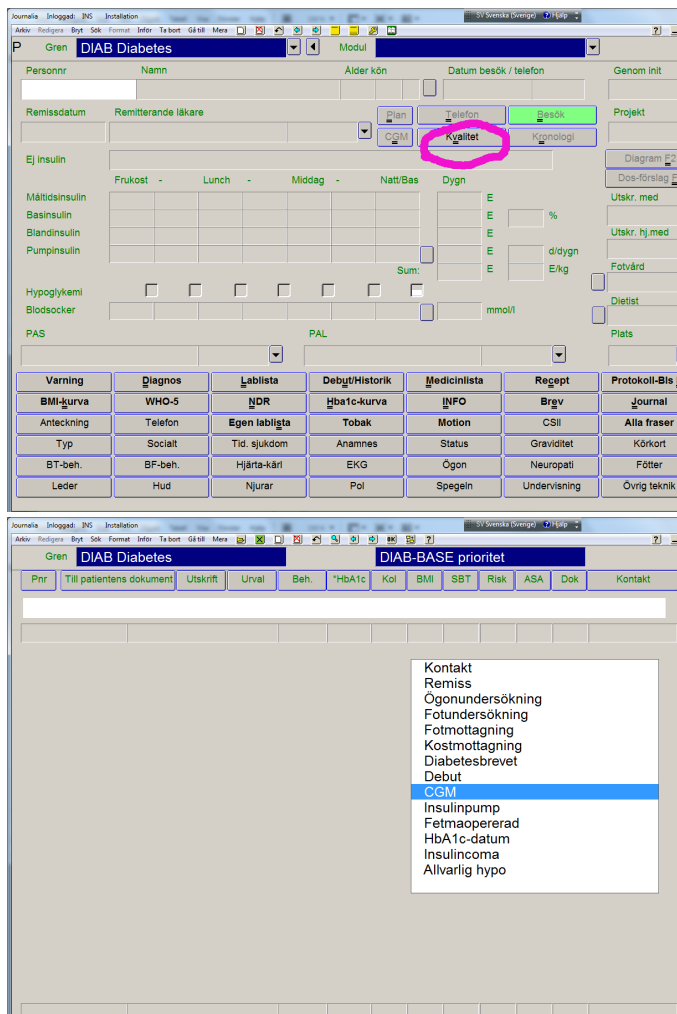 Journalia Inloggad: INS Installation SV Svenska (Sverige) Hjälp
Arkiv Redigera Bryt Sök Format Inför Ta bort Gå till Mera
P Gren DIAB Diabetes Modul
Personnr Namn Ålder kön Datum besök / telefon Genom init
Remissdatum Remitterande läkare Plan Telefon Besök Projekt
CGM Kvalitet Kronologi
Ej insulin Diagram F2
Frukost - Lunch - Middag - Natt/Bas Dygn Dos-förslag F
Måltidsinsulin E Utskr. med
Basinsulin E %
Blandinsulin E Utskr. hj.med
Pumpinsulin E d/dygn
Sum: E E/kg Fotvård
Hypoglykemi
Blodsocker mmol/l Dietist
PAS PAL Plats
Varning Diagnos Lablista Debut/Historik Medicinlista Recept Protokoll-Bls
BMI-kurva WHO-5 NDR Hba1c-kurva INFO Brev Journal
Anteckning Telefon Egen lablista Tobak Motion CSII Alla fraser
Typ Socialt Tid. sjukdom Anamnes Status Graviditet Körkort
BT-beh. BF-beh. Hjärta-kärl EKG Ögon Neuropati Fötter
Leder Hud Njurar Pol Spegeln Undervisning Övrig teknik
Journalia Inloggad: INS Installation SV Svenska (Sverige) Hjälp
Arkiv Redigera Bryt Sök Format Inför Ta bort Gå till Mera
Gren DIAB Diabetes DIAB-BASE prioritet
Pnr Till patientens dokument Utskrift Urval Beh. *HbA1c Kol BMI SBT Risk ASA Dok Kontakt
Kontakt
Remiss
Ögonundersökning
Fotundersökning
Fotmottagning
Kostmottagning
Diabetesbrevet
Debut
CGM
Insulinpump
Fetmaopererad
HbA1c-datum
Insulincoma
Allvarlig hypo